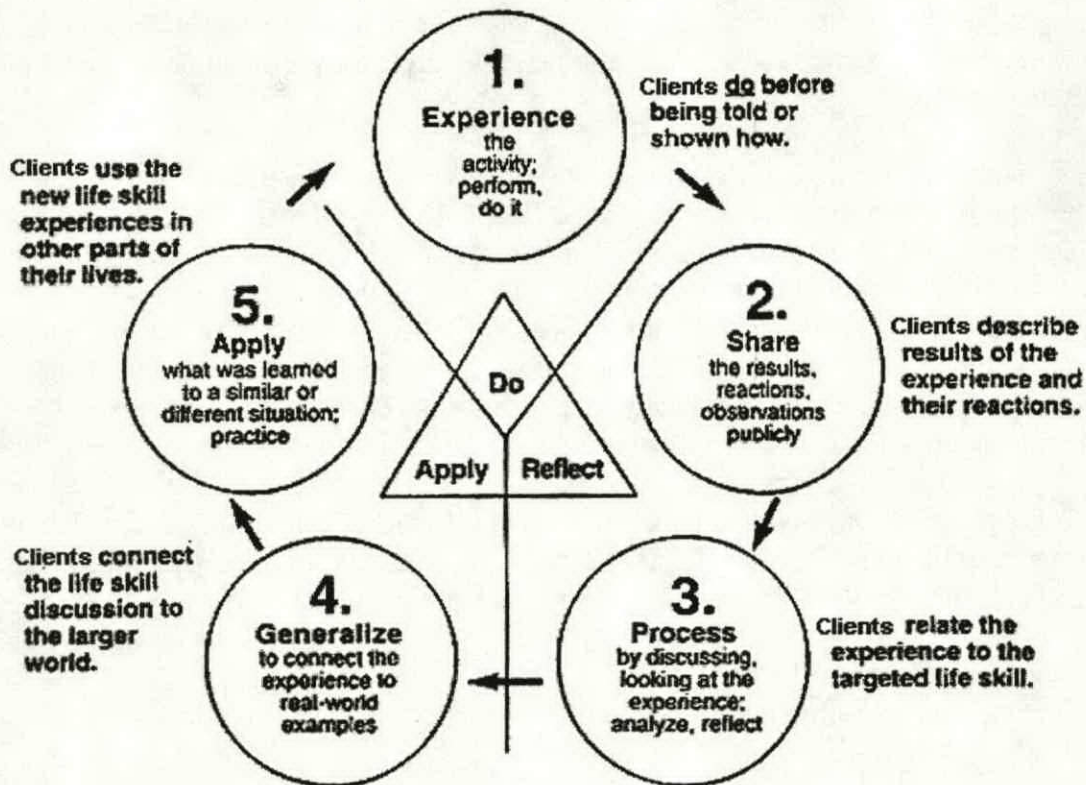 1.
Experience
the
activity;
perform,
do it
Clients do before
being told or
shown how.
2.
Share
the results,
reactions,
observations
publicly
Clients describe
results of the
experience and
their reactions.
3.
Process
by discussing,
looking at the
experience;
analyze, reflect
Clients relate the
experience to the
targeted life skill.
4.
Generalize
to connect the
experience to
real-world
examples
Clients connect
the life skill
discussion to
the larger
world.
5.
Apply
what was learned
to a similar or
different situation;
practice
Clients use the
new life skill
experiences in
other parts of
their lives.
Do
Apply
Reflect